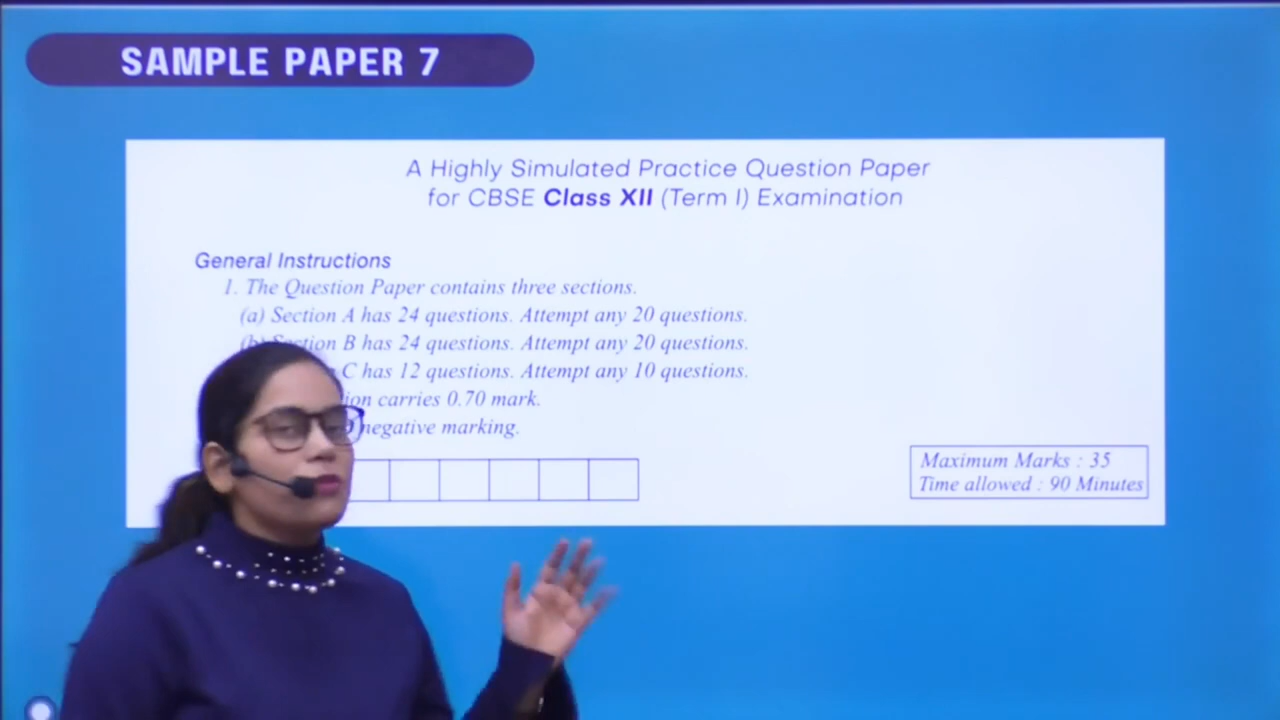 SAMPLE PAPER 7
A Highly Simulated Practice Question Paper
for CBSE Class XII (Term I) Examination
General Instructions
1. The Question Paper contains three sections.
(a) Section A has 24 questions. Attempt any 20 questions.
(b) Section B has 24 questions. Attempt any 20 questions.
C has 12 questions. Attempt any 10 questions.
carries 0.70 mark.
negative marking.
Maximum Marks : 35
Time allowed : 90 Minutes